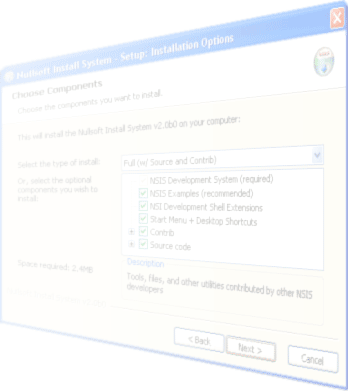 Nullsoft Install System - Setup: Installation Options
Choose Components
Choose the components you want to install.
This will install the Nullsoft Install System v2.0b0 on your computer:
Select the type of install:
Full (w/ Source and Contrib)
Or, select the optional
components you wish to
install:
NSIS Development System (required)
NSIS Examples (recommended)
NSI Development Shell Extensions
Start Menu + Desktop Shortcuts
Contrib
Source code
Space required: 2.4MB
Description
Tools, files, and other utilities contributed by other NSIS
developers
< Back
Next >
Cancel